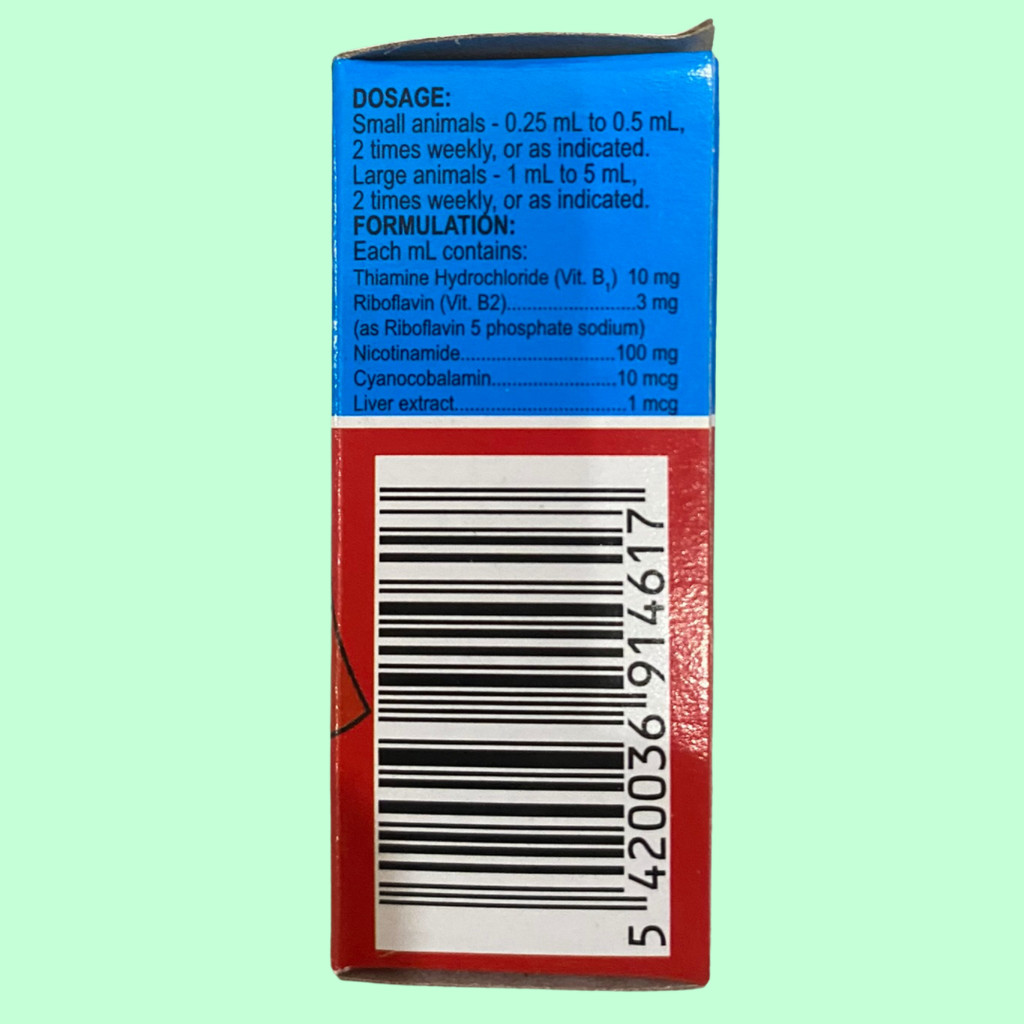 DOSAGE:
Small animals - 0.25 mL to 0.5 mL,
2 times weekly, or as indicated.
Large animals - 1 mL to 5 mL,
2 times weekly, or as indicated.
FORMULATION:
Each mL contains:
Thiamine Hydrochloride (Vit. B₁) 10 mg
Riboflavin (Vit. B2)........................3 mg
(as Riboflavin 5 phosphate sodium)
Nicotinamide............................100 mg
Cyanocobalamin.......................10 mcg
Liver extract...............................1 mcg
5 420036 914617